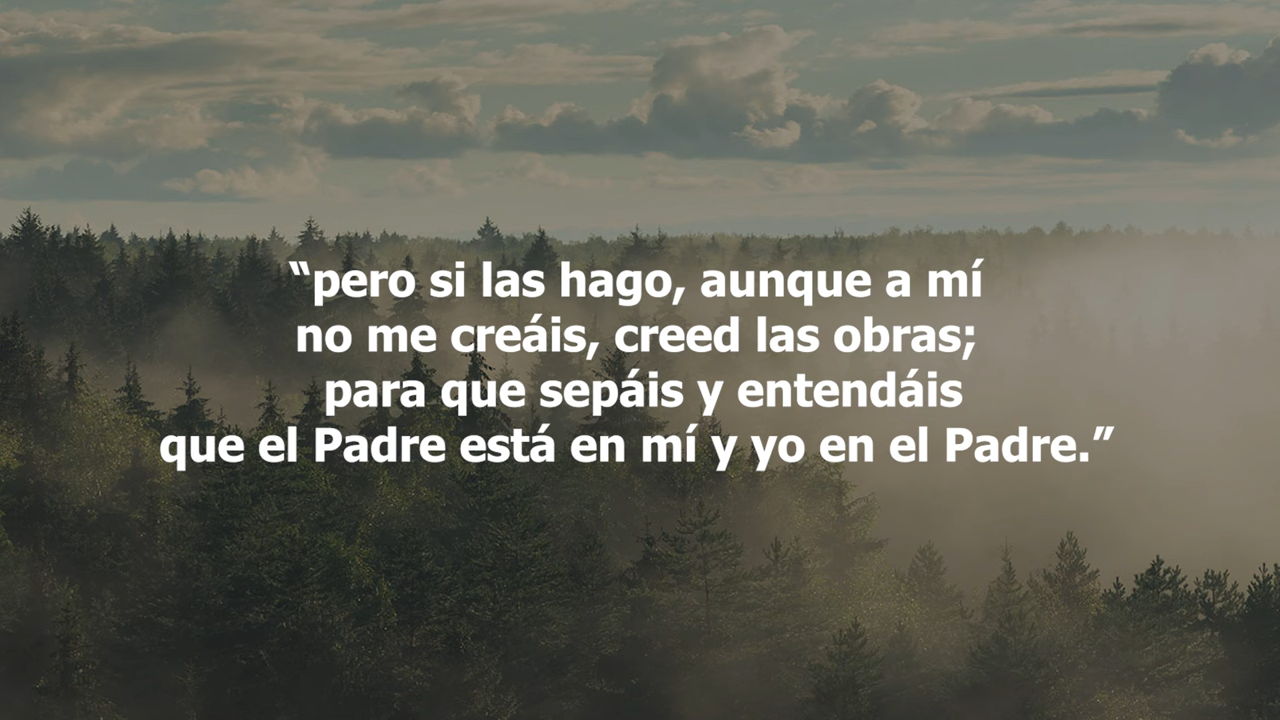 “pero si las hago, aunque a mí
no me creáis, creed las obras;
para que sepáis y entendáis
que el Padre está en mí y yo en el Padre.”